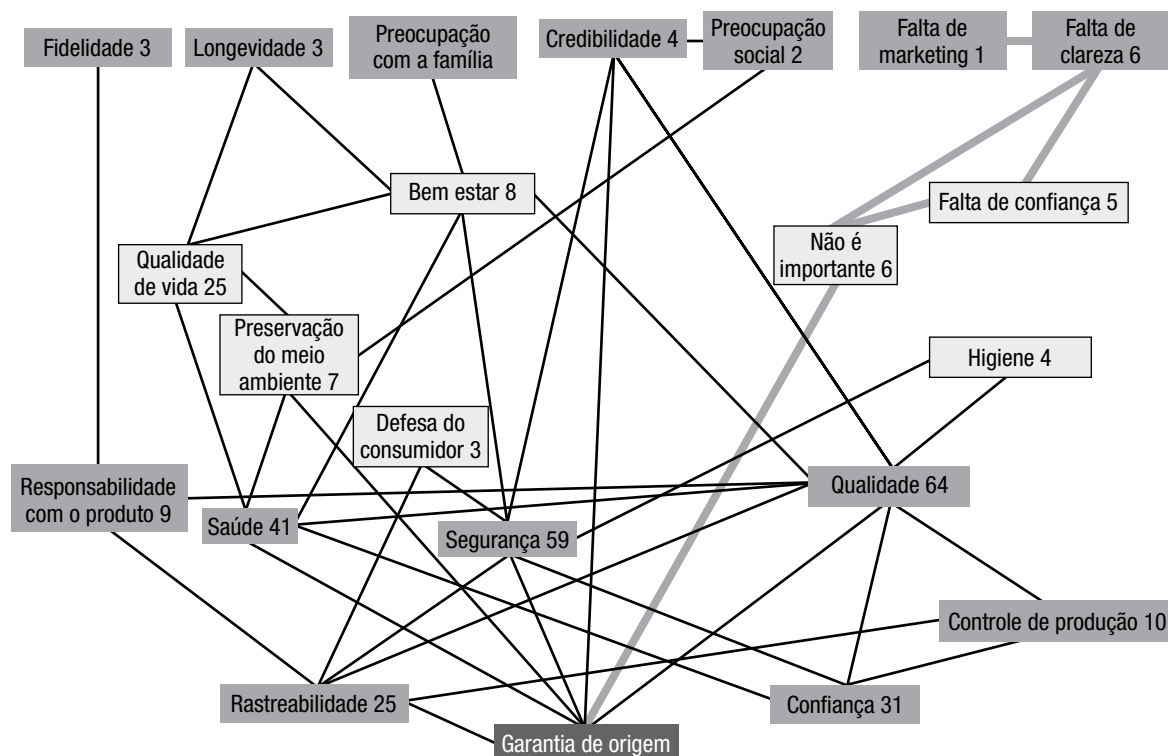 Fidelidade 3
Longevidade 3
Preocupação
com a família
Credibilidade 4
Preocupação
social 2
Falta de
marketing 1
Falta de
clareza 6
Bem estar 8
Falta de confiança 5
Não é
importante 6
Qualidade
de vida 25
Preservação
do meio
ambiente 7
Higiene 4
Defesa do
consumidor 3
Responsabilidade
com o produto 9
Saúde 41
Segurança 59
Qualidade 64
Controle de produção 10
Rastreabilidade 25
Confiança 31
Garantia de origem